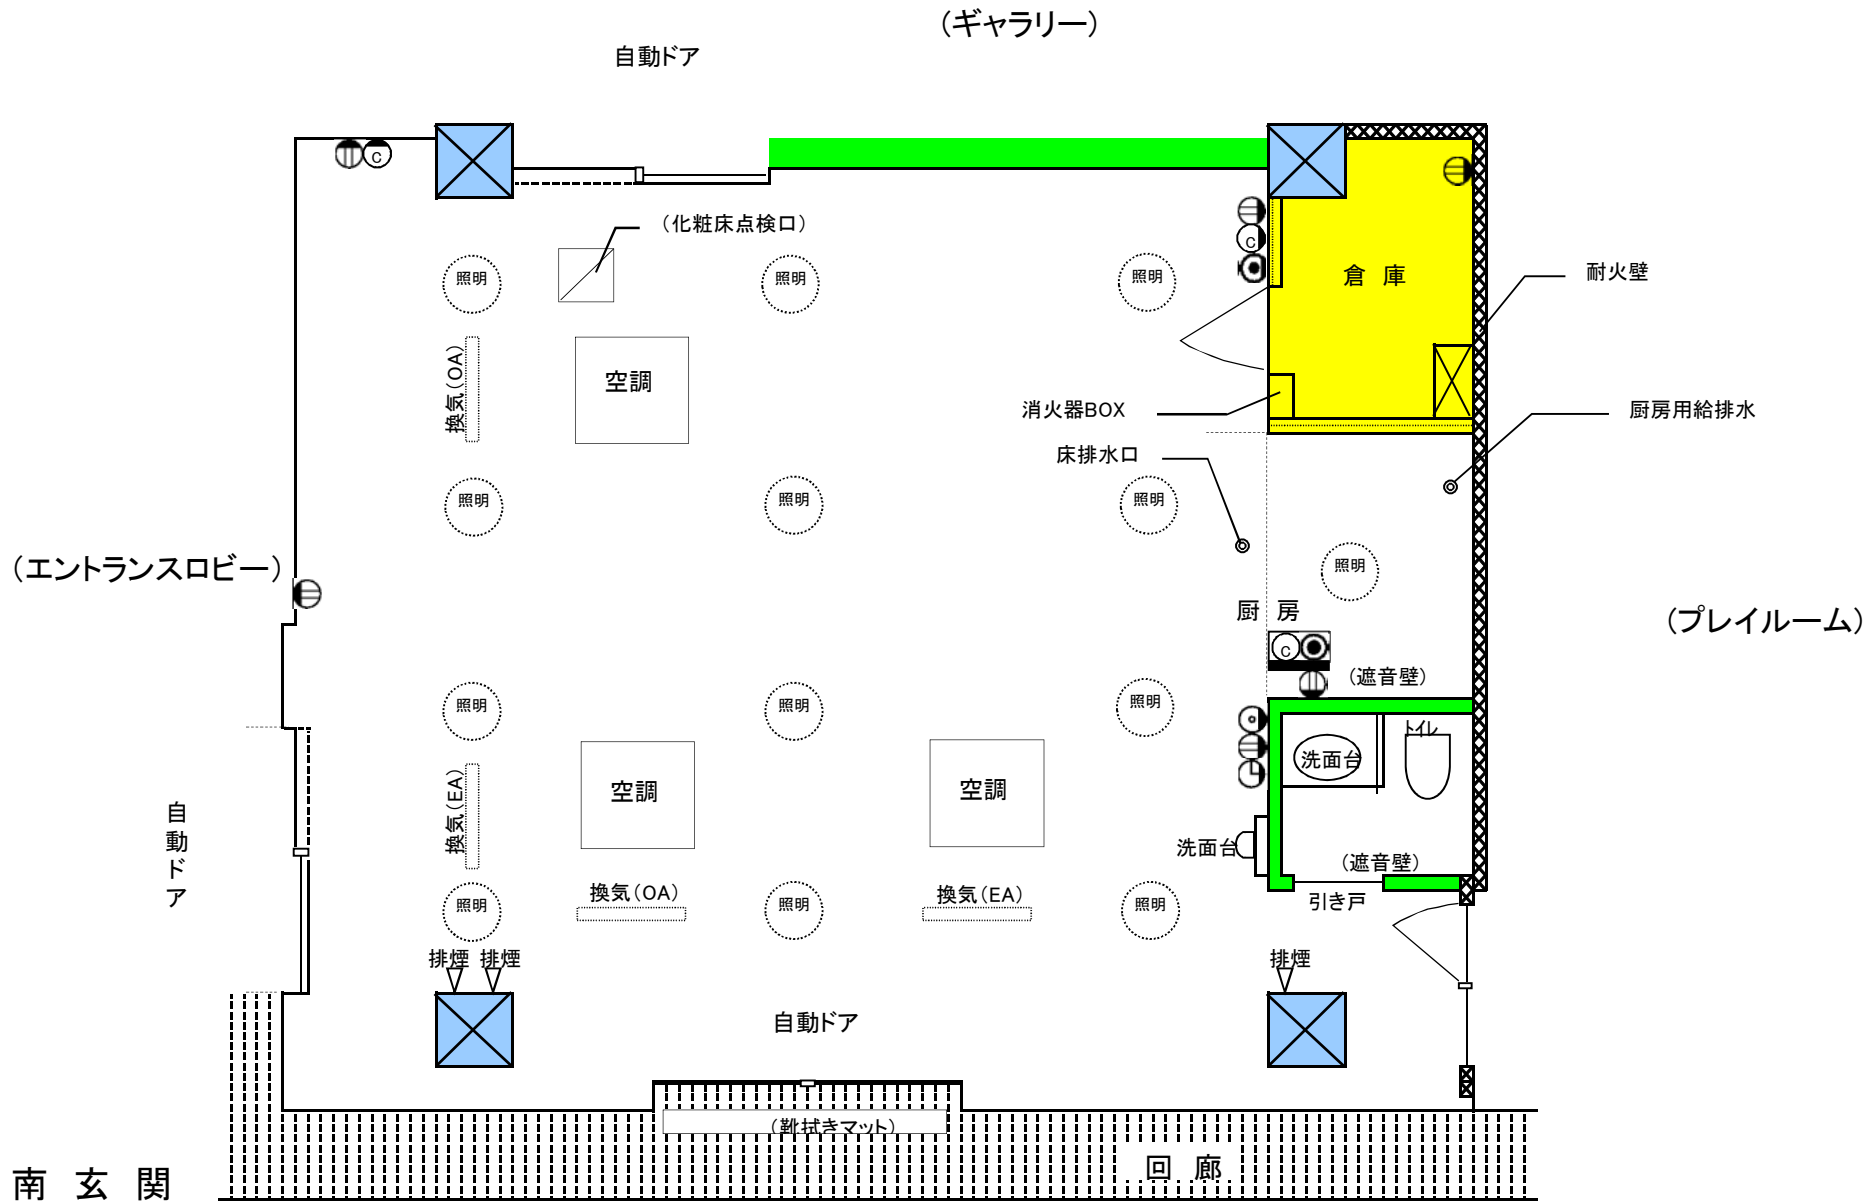 （ギャラリー）
自動ドア
（化粧床点検口）
照明
照明
照明
倉 庫
耐火壁
換気（OA）
空調
消火器BOX
厨房用給排水
床排水口
照明
照明
照明
（エントランスロビー）
照明
厨 房
（プレイルーム）
（遮音壁）
照明
照明
照明
トイレ
洗面台
空調
空調
換気（EA）
自動ドア
洗面台
（遮音壁）
換気（OA）
換気（EA）
引き戸
照明
照明
照明
排煙 排煙
排煙
自動ドア
（靴拭きマット）
回 廊
南 玄 関
C
C
C